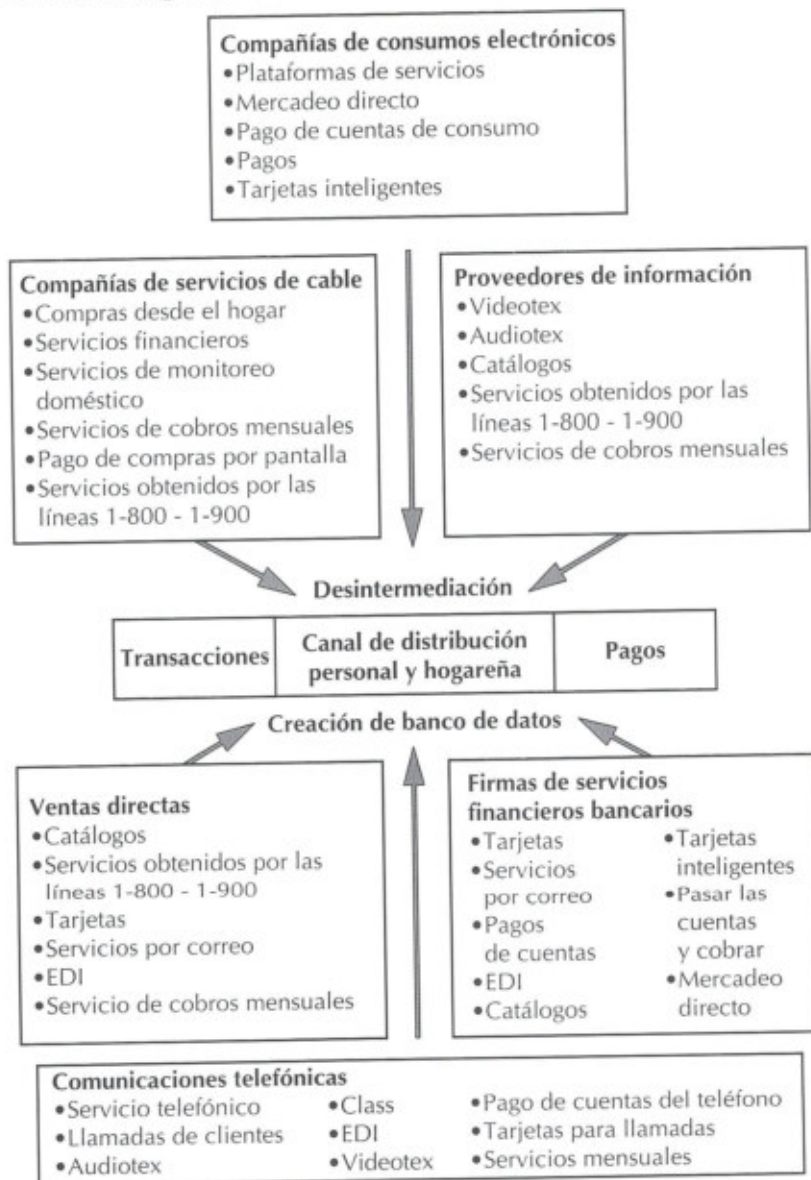 Compañías de consumos electrónicos
•Plataformas de servicios
•Mercadeo directo
•Pago de cuentas de consumo
•Pagos
•Tarjetas inteligentes
Compañías de servicios de cable
•Compras desde el hogar
•Servicios financieros
•Servicios de monitoreo
doméstico
•Servicios de cobros mensuales
•Pago de compras por pantalla
•Servicios obtenidos por las
líneas 1-800 - 1-900
Proveedores de información
•Videotex
•Audiotex
•Catálogos
•Servicios obtenidos por las
líneas 1-800 - 1-900
•Servicios de cobros mensuales
Desintermediación
Transacciones
Canal de distribución
personal y hogareña
Pagos
Creación de banco de datos
Ventas directas
•Catálogos
•Servicios obtenidos por las
líneas 1-800 - 1-900
•Tarjetas
•Servicios por correo
•EDI
•Servicio de cobros mensuales
Firmas de servicios
financieros bancarios
•Tarjetas
•Servicios
por correo
•Pagos
de cuentas
•EDI
•Catálogos
•Tarjetas
inteligentes
•Pasar las
cuentas
y cobrar
•Mercadeo
directo
Comunicaciones telefónicas
•Servicio telefónico
•Llamadas de clientes
•Audiotex
•Class
•EDI
•Videotex
•Pago de cuentas del teléfono
•Tarjetas para llamadas
•Servicios mensuales